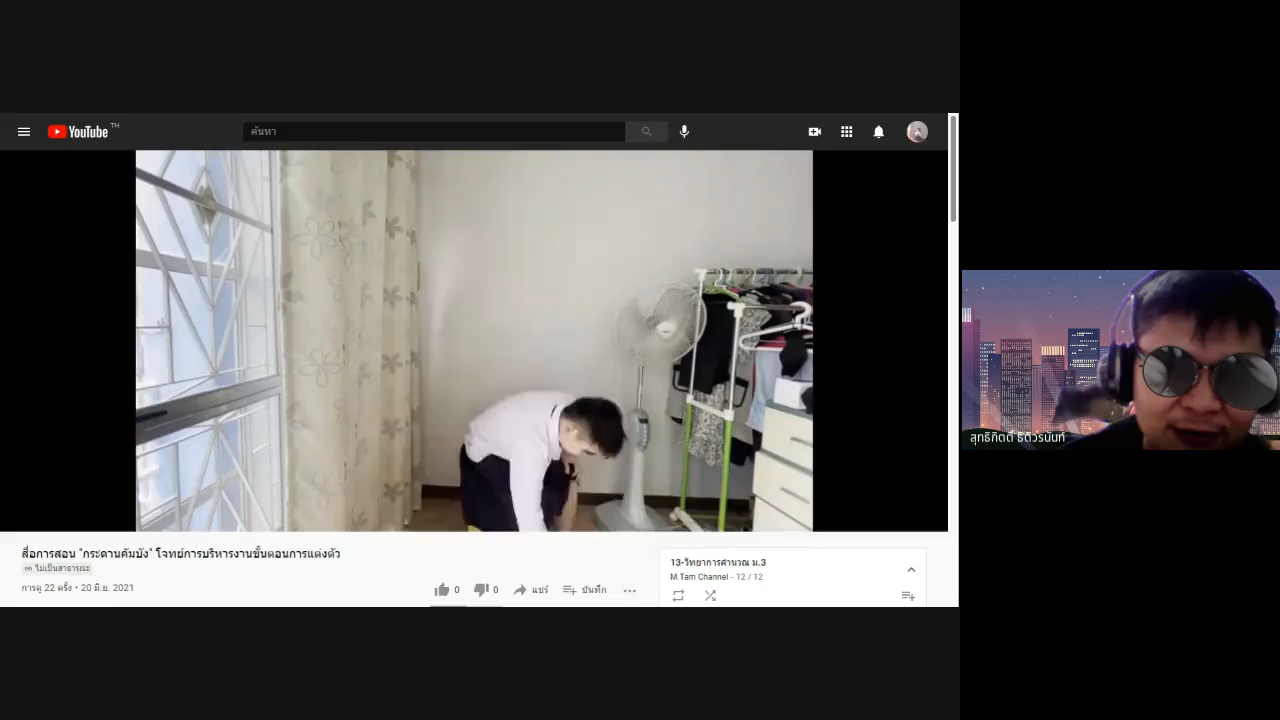 YouTube TH
ค้นหา
สื่อการสอน "กระดานคัมบัง" โจทย์การบริหารงานขั้นตอนการแต่งตัว
ไม่เป็นสาธารณะ
การดู 22 ครั้ง • 20 มิ.ย. 2021
0
0
แชร์
บันทึก
13-วิทยาการคำนวณ ม.3
M.Tam Channel - 12 / 12
สุทธิกิตติ์ ธิติวรนันท์